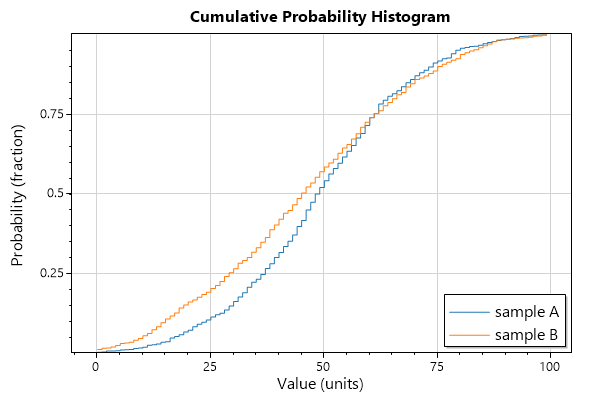 Cumulative Probability Histogram
Probability (fraction)
0.75
0.5
0.25
0
25
50
75
100
Value (units)
sample A
sample B